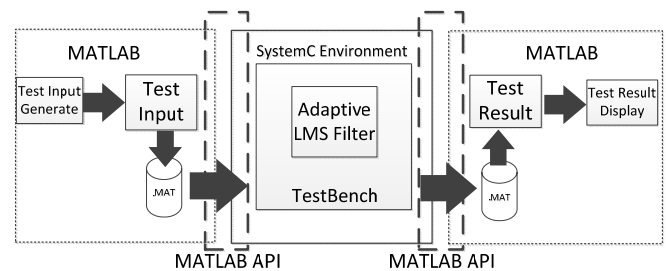 MATLAB
Test Input
Generate
Test
Input
.MAT
MATLAB API
SystemC Environment
Adaptive
LMS Filter
TestBench
MATLAB API
MATLAB
Test
Result
Test Result
Display
.MAT